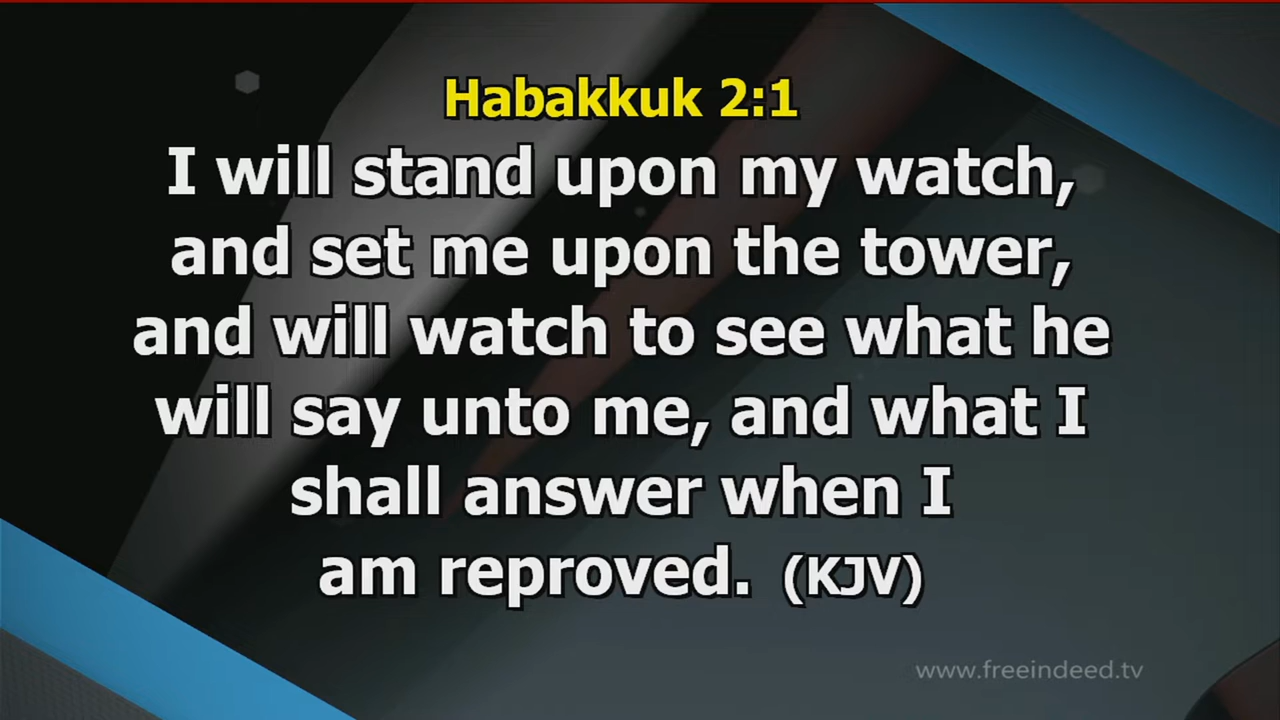 Habakkuk 2:1
I will stand upon my watch,
and set me upon the tower,
and will watch to see what he
will say unto me, and what I
shall answer when I
am reproved. (KJV)
www.freeindeed.tv